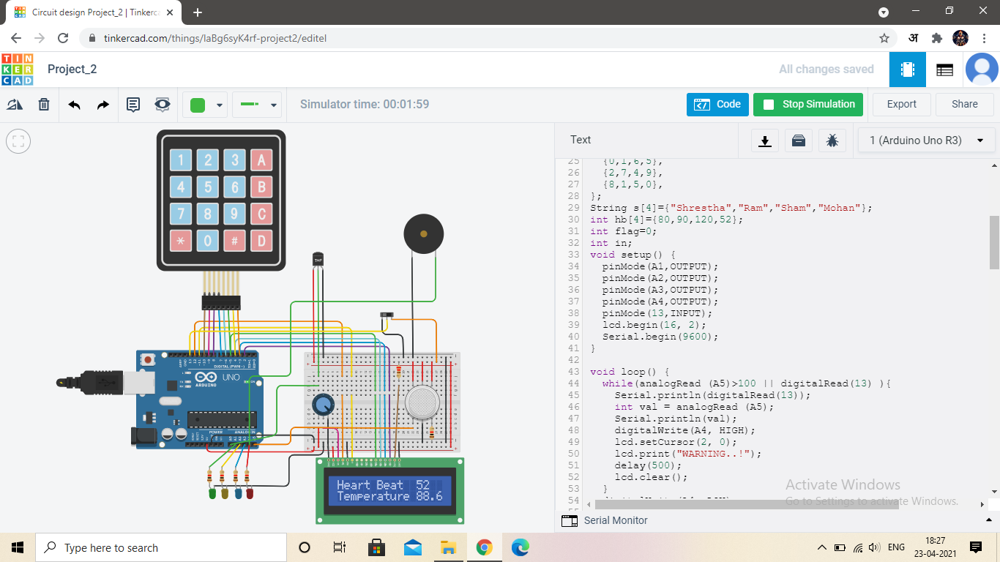 Circuit design Project_2 | Tinkerca
tinkercad.com/things/laBg6syK4rf-project2/editel
अ
TIN
KER
CAD
Project_2
All changes saved
Simulator time: 00:01:59
Code
Stop Simulation
Export
Share
Text
1 (Arduino Uno R3)
1 2 3 A
4 5 6 B
7 8 9 C
* 0 # D
TMP
DIGITAL (PWM ~)
UNO
ARDUINO
POWER
Heart Beat 52
Temperature 88.6
25 {0,1,6,5},
26 {2,7,4,9},
27 {8,1,5,0},
28 };
29 String s[4]={"Shrestha","Ram","Sham","Mohan"};
30 int hb[4]={80,90,120,52};
31 int flag=0;
32 int in;
33 void setup() {
34 pinMode(A1,OUTPUT);
35 pinMode(A2,OUTPUT);
36 pinMode(A3,OUTPUT);
37 pinMode(A4,OUTPUT);
38 pinMode(13,INPUT);
39 lcd.begin(16, 2);
40 Serial.begin(9600);
41 }
42
43 void loop() {
44 while(analogRead (A5)>100 || digitalRead(13) ){
45 Serial.println(digitalRead(13));
46 int val = analogRead (A5);
47 Serial.println(val);
48 digitalWrite(A4, HIGH);
49 lcd.setCursor(2, 0);
50 lcd.print("WARNING..!");
51 delay(500);
52 lcd.clear();
53 }
54
Activate Windows
Go to Settings to activate Windows.
Serial Monitor
Type here to search
ENG
18:27
23-04-2021